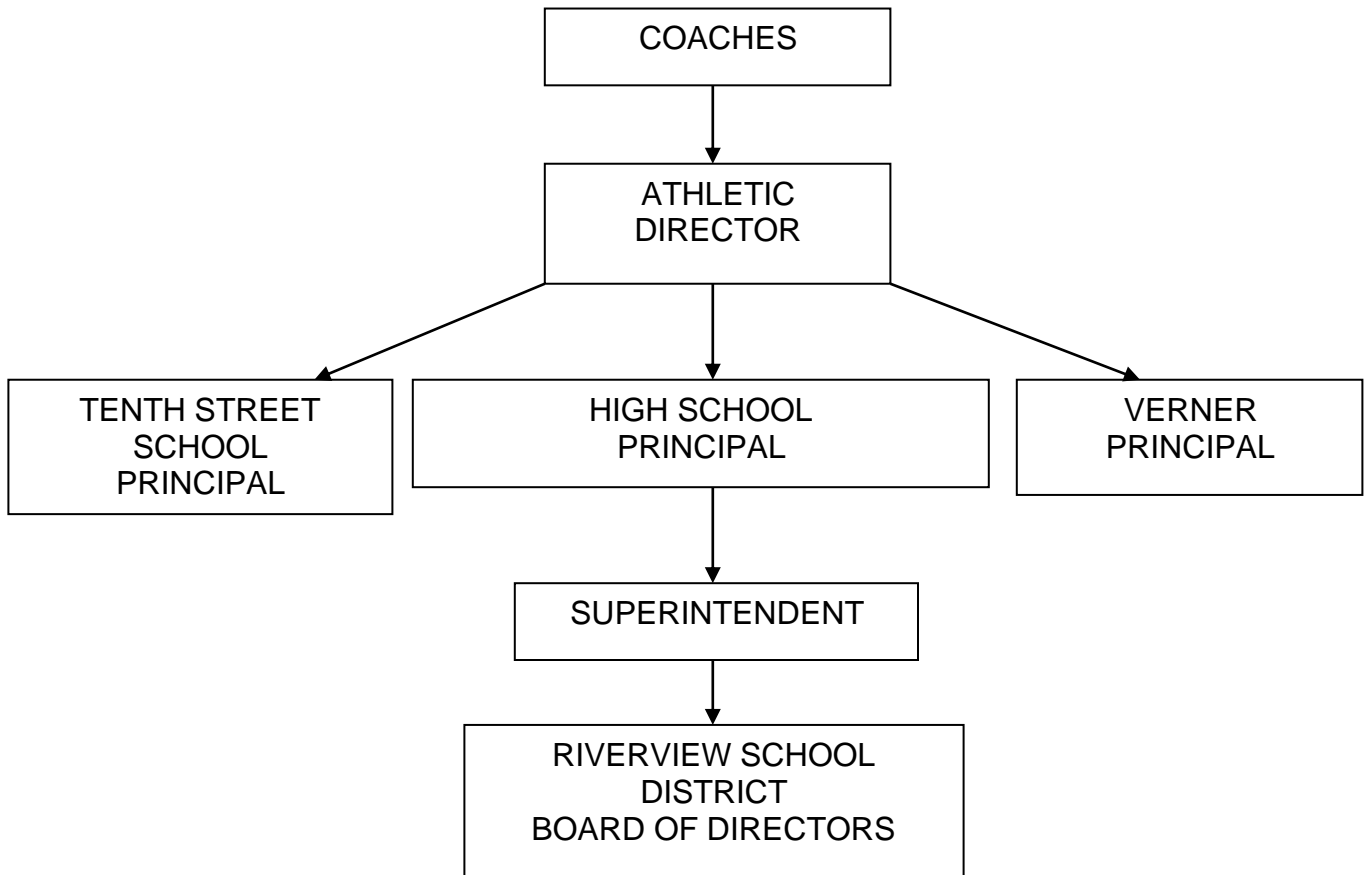 COACHES
ATHLETIC
DIRECTOR
TENTH STREET
SCHOOL
PRINCIPAL
HIGH SCHOOL
PRINCIPAL
VERNER
PRINCIPAL
SUPERINTENDENT
RIVERVIEW SCHOOL
DISTRICT
BOARD OF DIRECTORS